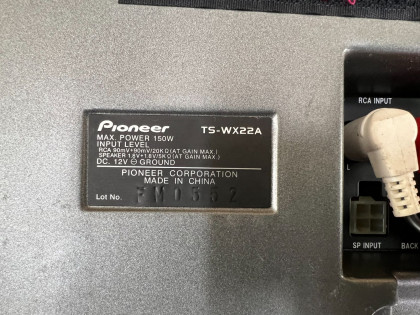 Pioneer TS-WX22A
MAX. POWER 150W
INPUT LEVEL
RCA 90mV+90mV/20KΩ (AT GAIN MAX.)
SPEAKER 1.8V+1.8V/5KΩ (AT GAIN MAX.)
DC. 12V ⊖ GROUND
PIONEER CORPORATION
MADE IN CHINA
Lot No.
RCA INPUT
L
SP INPUT
BACK